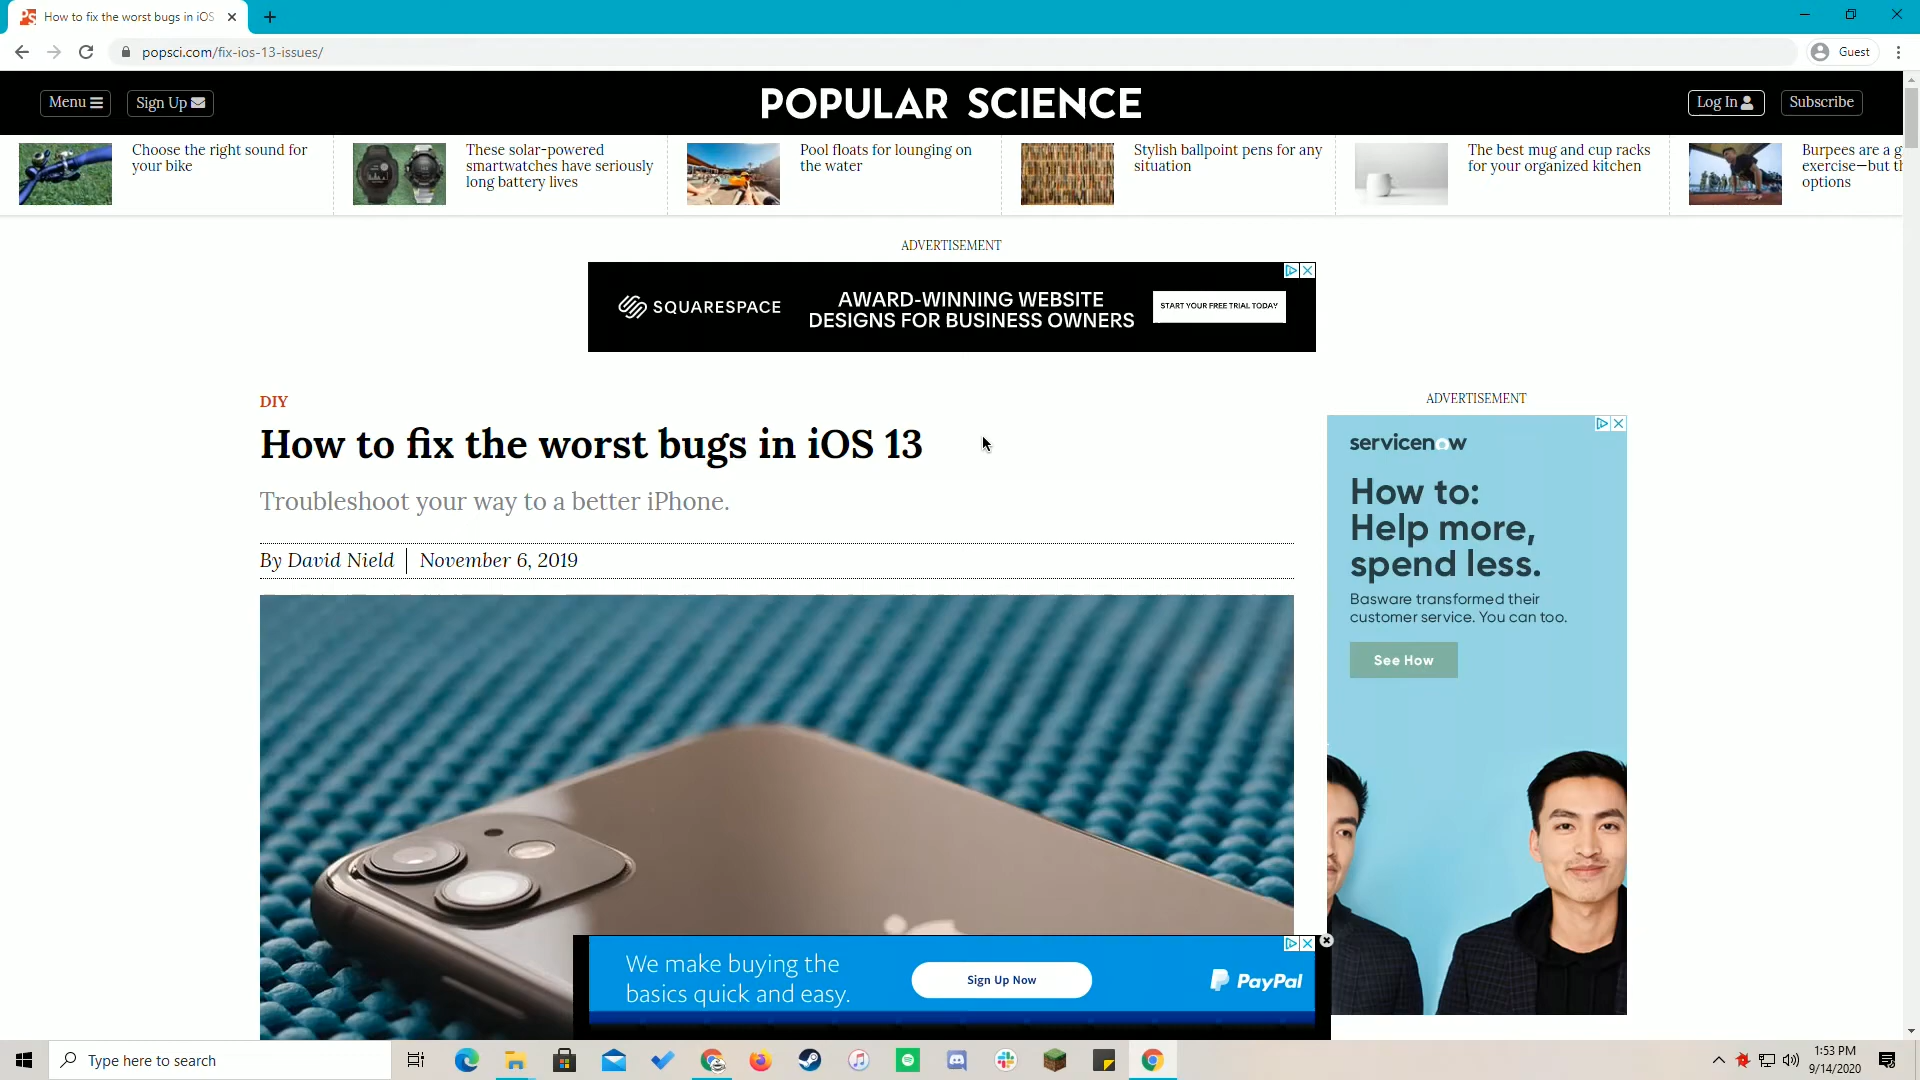 How to fix the worst bugs in iOS
popsci.com/fix-ios-13-issues/
Guest
Menu
Sign Up
POPULAR SCIENCE
Log In
Subscribe
Choose the right sound for
your bike
These solar-powered
smartwatches have seriously
long battery lives
Pool floats for lounging on
the water
Stylish ballpoint pens for any
situation
The best mug and cup racks
for your organized kitchen
Burpees are a g
exercise—but th
options
ADVERTISEMENT
SQUARESPACE
AWARD-WINNING WEBSITE
DESIGNS FOR BUSINESS OWNERS
START YOUR FREE TRIAL TODAY
DIY
How to fix the worst bugs in iOS 13
Troubleshoot your way to a better iPhone.
By David Nield
November 6, 2019
ADVERTISEMENT
servicenow
How to:
Help more,
spend less.
Basware transformed their
customer service. You can too.
See How
We make buying the
basics quick and easy.
Sign Up Now
PayPal
Type here to search
1:53 PM
9/14/2020